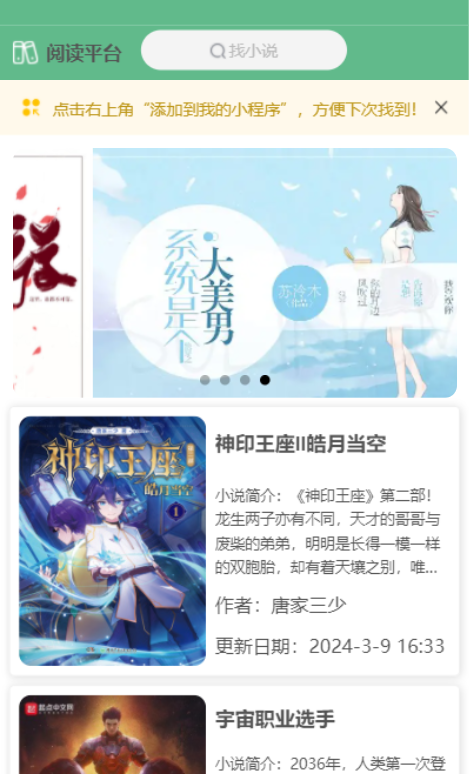 阅读平台
找小说
点击右上角“添加到我的小程序”，方便下次找到！
系统是个
大美男
苏泠木
神印王座
皓月当空
1
神印王座II皓月当空
小说简介：《神印王座》第二部！
龙生两子亦有不同，天才的哥哥与
废柴的弟弟，明明是长得一模一样
的双胞胎，却有着天壤之别，唯...
作者：唐家三少
更新日期：2024-3-9 16:33
起点中文网
宇宙职业选手
小说简介：2036年，人类第一次登